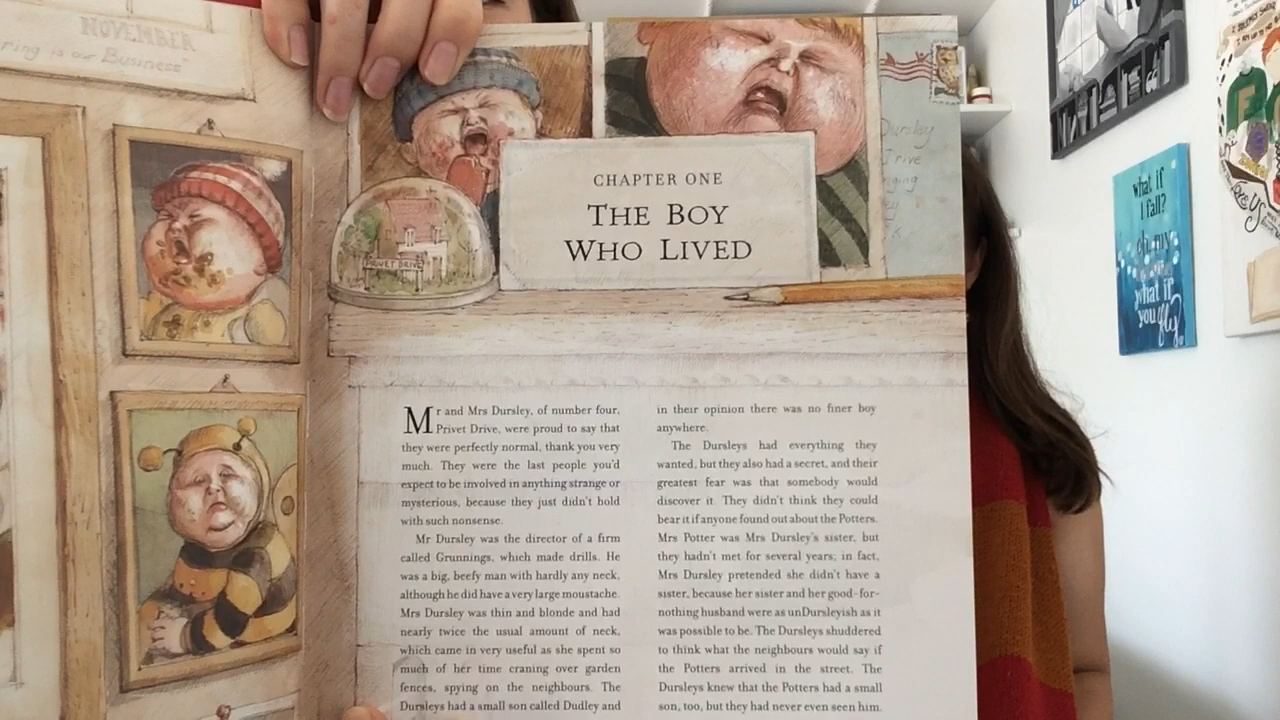 NOVEMBER
ring is our Business"
PRIVET DRIVE
CHAPTER ONE
THE BOY
WHO LIVED
Dursley
Drive
nging
ey
Mr and Mrs Dursley, of number four,
Privet Drive, were proud to say that
they were perfectly normal, thank you very
much. They were the last people you'd
expect to be involved in anything strange or
mysterious, because they just didn't hold
with such nonsense.
Mr Dursley was the director of a firm
called Grunnings, which made drills. He
was a big, beefy man with hardly any neck,
although he did have a very large moustache.
Mrs Dursley was thin and blonde and had
nearly twice the usual amount of neck,
which came in very useful as she spent so
much of her time craning over garden
fences, spying on the neighbours. The
Dursleys had a small son called Dudley and
in their opinion there was no finer boy
anywhere.
The Dursleys had everything they
wanted, but they also had a secret, and their
greatest fear was that somebody would
discover it. They didn't think they could
bear it if anyone found out about the Potters.
Mrs Potter was Mrs Dursley's sister, but
they hadn't met for several years; in fact,
Mrs Dursley pretended she didn't have a
sister, because her sister and her good-for-
nothing husband were as unDursleyish as it
was possible to be. The Dursleys shuddered
to think what the neighbours would say if
the Potters arrived in the street. The
Dursleys knew that the Potters had a small
son, too, but they had never even seen him.
what if
I fall?
oh, my
what if
you fly
F